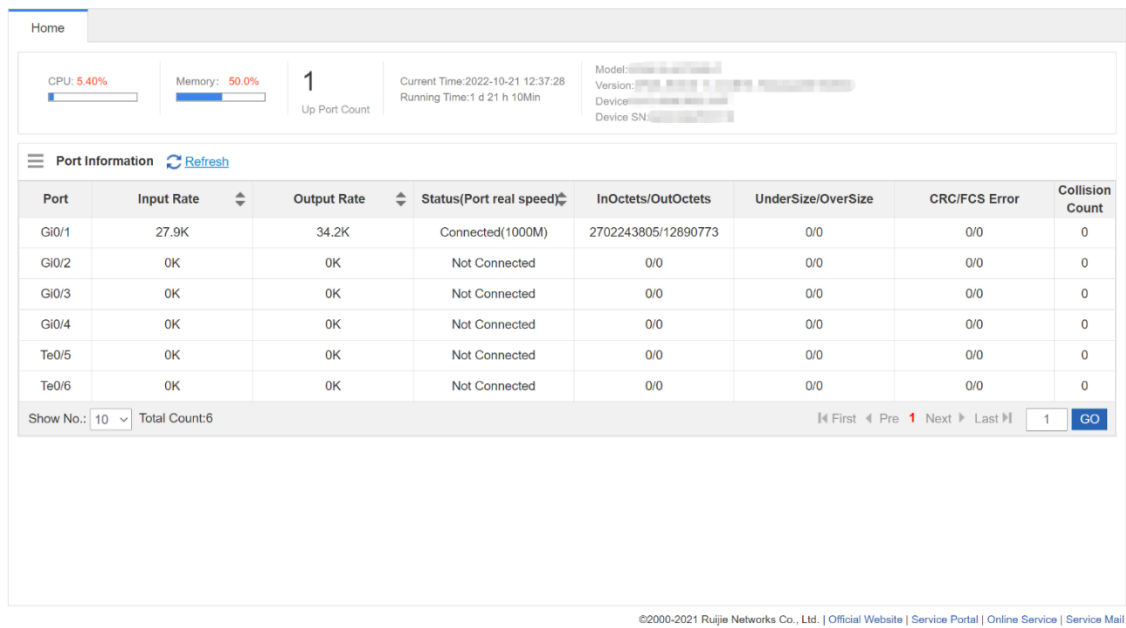 Home
CPU: 5.40%
Memory: 50.0%
1
Up Port Count
Current Time:2022-10-21 12:37:28
Running Time:1 d 21 h 10Min
Model:
Version:
Device
Device SN:
Port Information Refresh
Port Input Rate Output Rate Status(Port real speed) InOctets/OutOctets UnderSize/OverSize CRC/FCS Error Collision Count
Gi0/1 27.9K 34.2K Connected(1000M) 2702243805/12890773 0/0 0/0 0
Gi0/2 0K 0K Not Connected 0/0 0/0 0/0 0
Gi0/3 0K 0K Not Connected 0/0 0/0 0/0 0
Gi0/4 0K 0K Not Connected 0/0 0/0 0/0 0
Te0/5 0K 0K Not Connected 0/0 0/0 0/0 0
Te0/6 0K 0K Not Connected 0/0 0/0 0/0 0
Show No.: 10 Total Count:6 First Pre 1 Next Last 1 GO
©2000-2021 Ruijie Networks Co., Ltd. | Official Website | Service Portal | Online Service | Service Mail